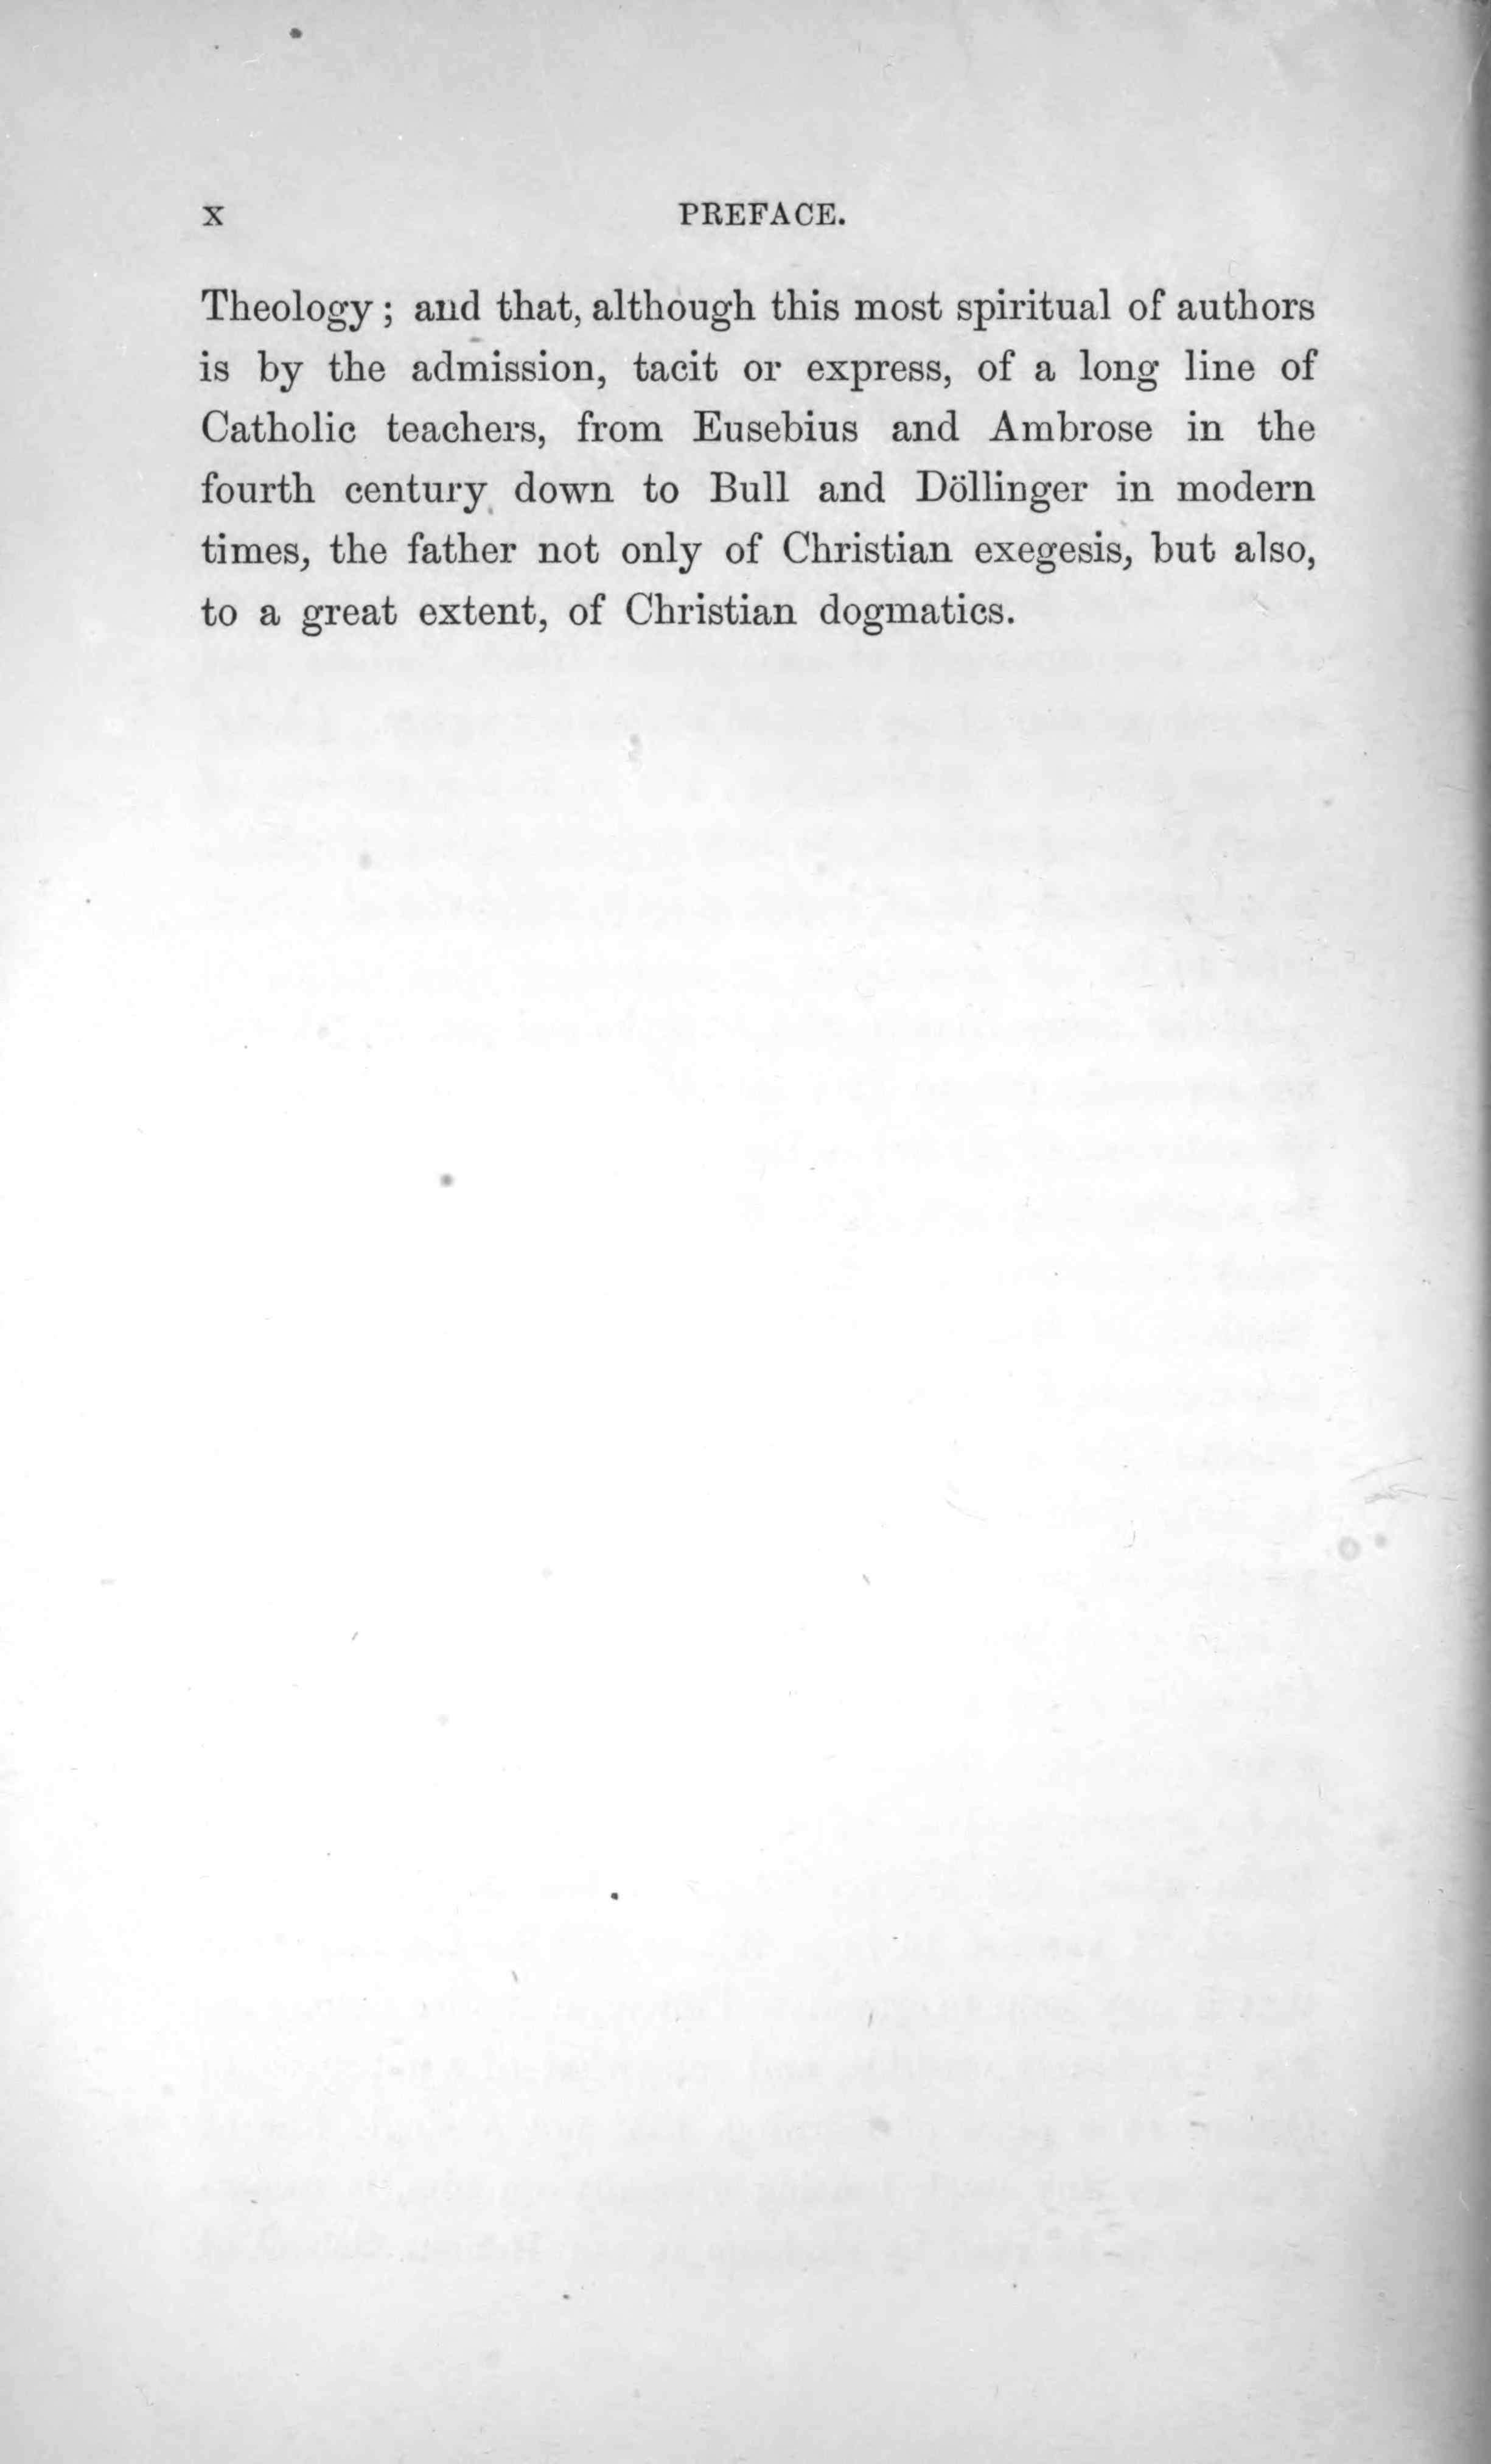 x PREFACE.
Theology ; and that, although this most spiritual of authors
is by the admission, tacit or express, of a long line of
Catholic teachers, from Eusebius and Ambrose in the
fourth century down to Bull and Döllinger in modern
times, the father not only of Christian exegesis, but also,
to a great extent, of Christian dogmatics.